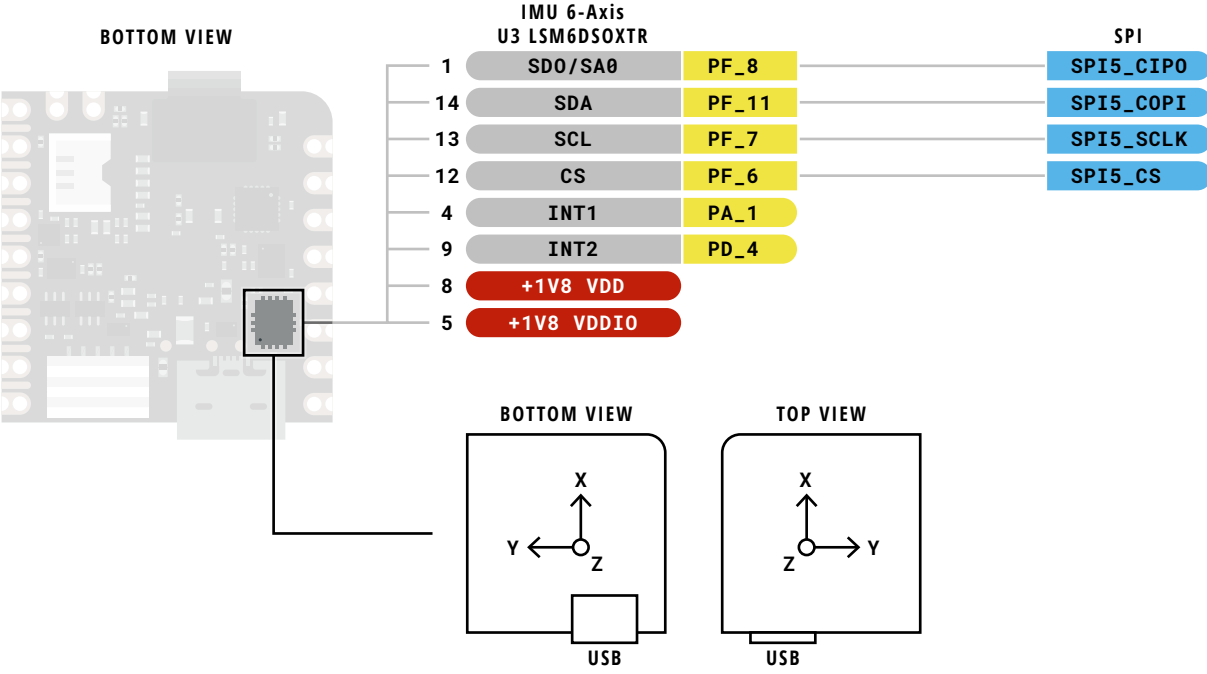 BOTTOM VIEW
IMU 6-Axis
U3 LSM6DSOXTR
SPI
1 SDO/SA0 PF_8 SPI5_CIPO
14 SDA PF_11 SPI5_COPI
13 SCL PF_7 SPI5_SCLK
12 CS PF_6 SPI5_CS
4 INT1 PA_1
9 INT2 PD_4
8 +1V8 VDD
5 +1V8 VDDIO
BOTTOM VIEW
X
Y
Z
USB
TOP VIEW
X
Y
Z
USB